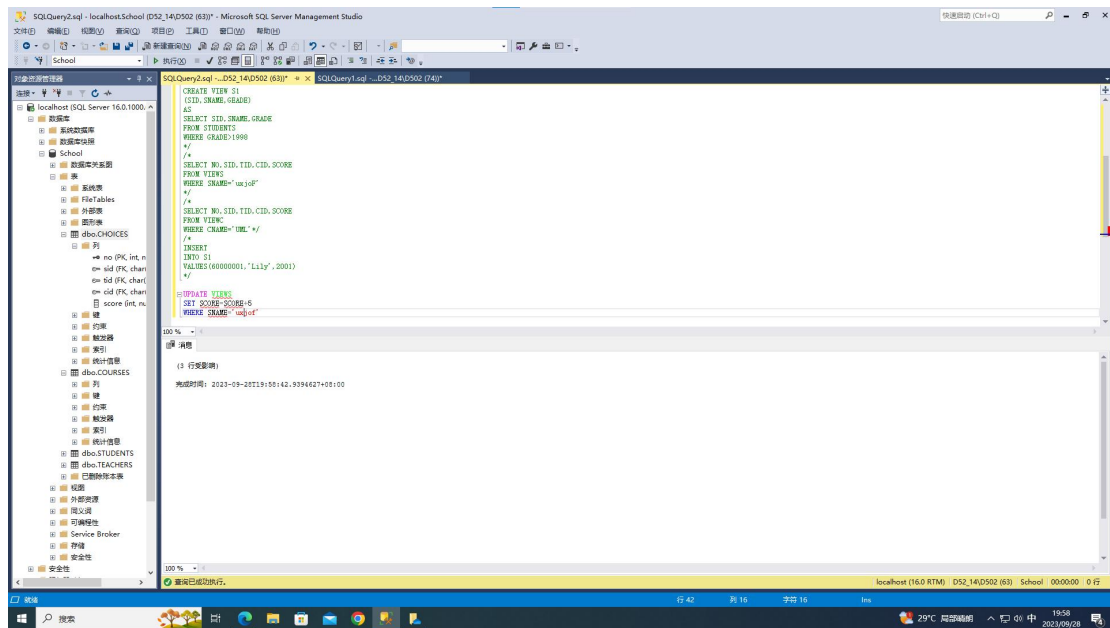 SQLQuery2.sql - localhost.School (D52_14\D502 (63))* - Microsoft SQL Server Management Studio
快速启动 (Ctrl+Q)
文件(F) 编辑(E) 视图(V) 查询(Q) 项目(P) 工具(T) 窗口(W) 帮助(H)
新建查询(N)
School
执行(X)
对象资源管理器
SQLQuery2.sql -...D52_14\D502 (63))*
SQLQuery1.sql -...D52_14\D502 (74))*
连接
localhost (SQL Server 16.0.1000.
数据库
系统数据库
数据库快照
School
数据库关系图
表
系统表
FileTables
外部表
图形表
dbo.CHOICES
列
no (PK, int, n
sid (FK, char
tid (FK, char(
cid (FK, char
score (int, nu
键
约束
触发器
索引
统计信息
dbo.COURSES
列
键
约束
触发器
索引
统计信息
dbo.STUDENTS
dbo.TEACHERS
已删除账本表
视图
外部资源
同义词
可编程性
Service Broker
存储
安全性
安全性
CREATE VIEW S1
(SID,SNAME,GEADE)
AS
SELECT SID,SNAME,GRADE
FROM STUDENTS
WHERE GRADE>1998
*/
/*
SELECT NO,SID,TID,CID,SCORE
FROM VIEWS
WHERE SNAME='uxjoF'
*/
/*
SELECT NO,SID,TID,CID,SCORE
FROM VIEWC
WHERE CNAME='UML'*/
/*
INSERT
INTO S1
VALUES(60000001,'Lily',2001)
*/
UPDATE VIEWS
SET SCORE=SCORE+5
WHERE SNAME='uxjof'
100 %
消息
(3 行受影响)
完成时间: 2023-09-28T19:58:42.9394627+08:00
100 %
查询已成功执行。
localhost (16.0 RTM) D52_14\D502 (63) School 00:00:00 0 行
就绪
行 42 列 16 字符 16 Ins
搜索
29°C 局部晴朗
中
19:58
2023/09/28